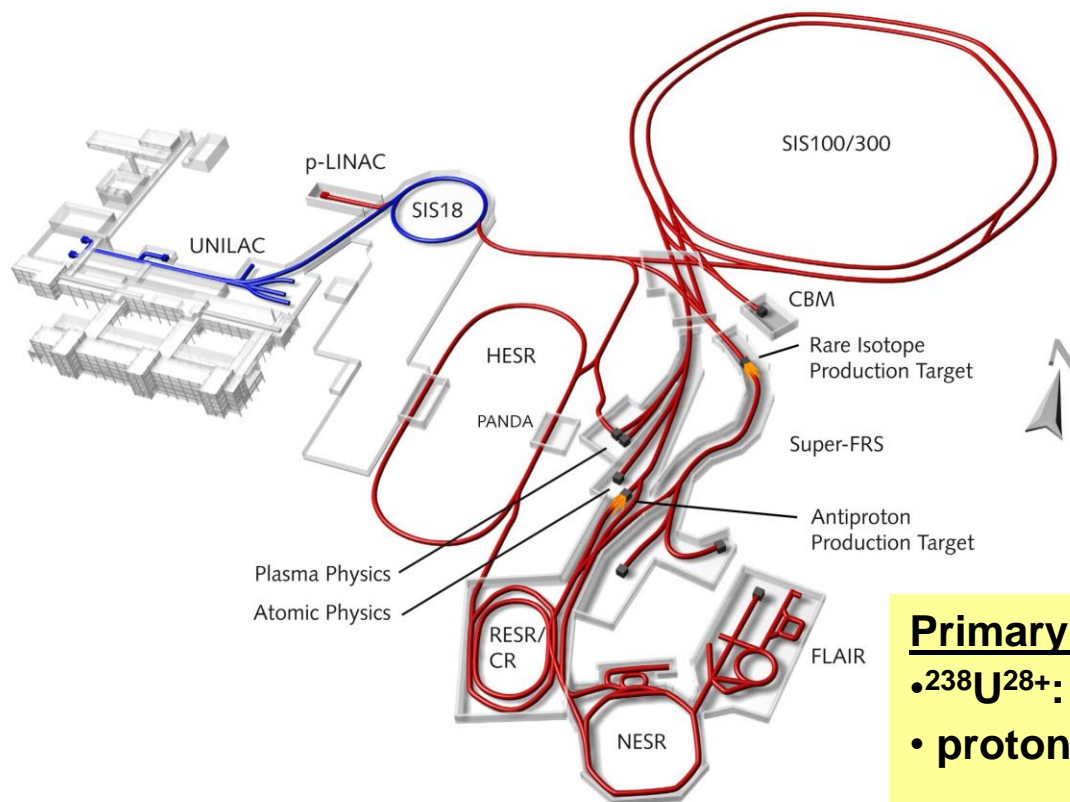 p-LINAC
SIS100/300
SIS18
UNILAC
CBM
HESR
Rare Isotope
Production Target
PANDA
Super-FRS
Antiproton
Production Target
Plasma Physics
Atomic Physics
RESR/
CR
FLAIR
NESR
Primary
•²³⁸U²⁸⁺:
• proton